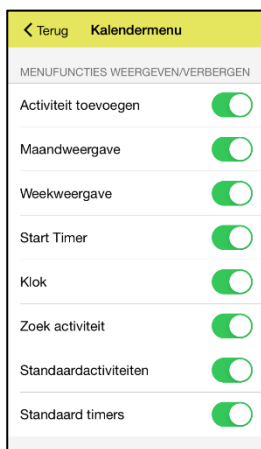 Terug Kalendermenu
MENUFUNCTIES WEERGEVEN/VERBERGEN
Activiteit toevoegen
Maandweergave
Weekweergave
Start Timer
Klok
Zoek activiteit
Standaardactiviteiten
Standaard timers